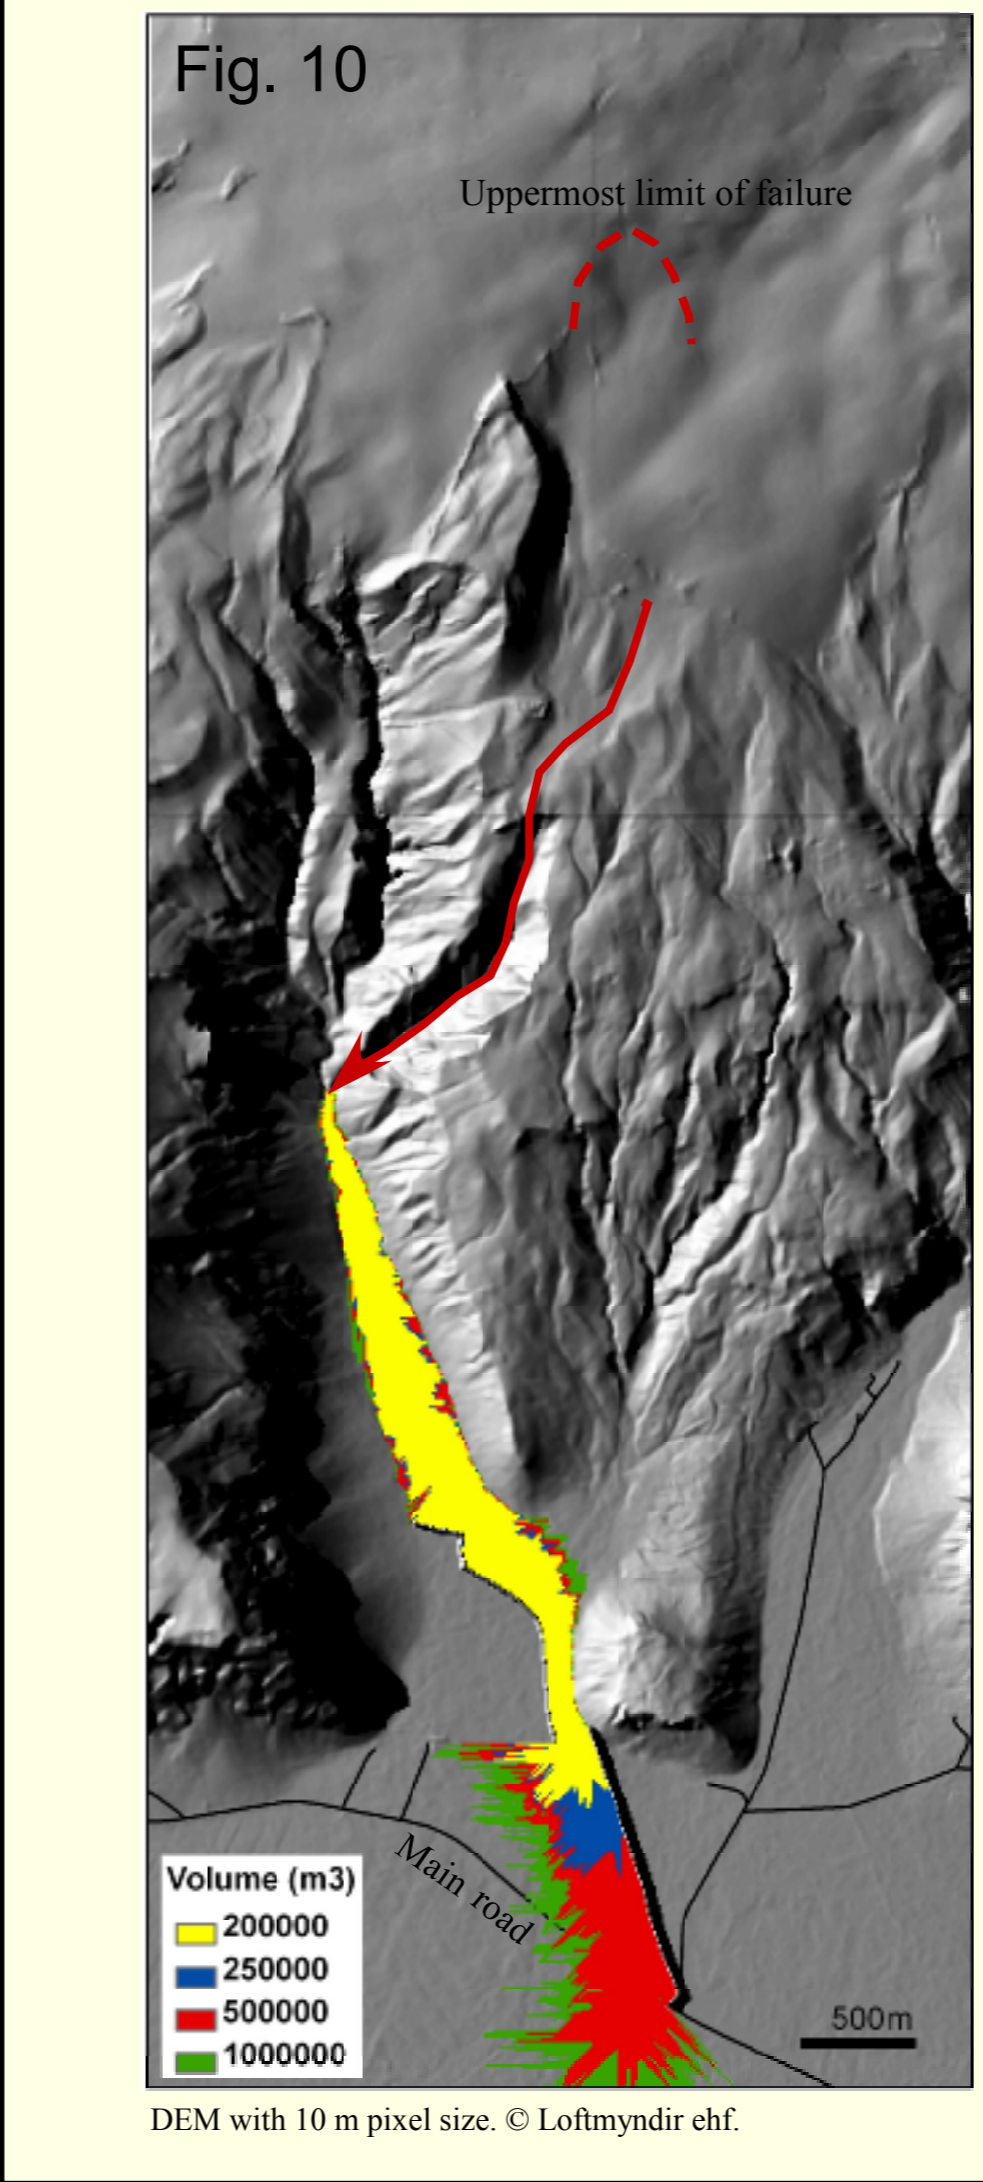 Fig. 10
Uppermost limit of failure
Main road
Volume (m3)
200000
250000
500000
1000000
500m
DEM with 10 m pixel size. © Loftmyndir ehf.